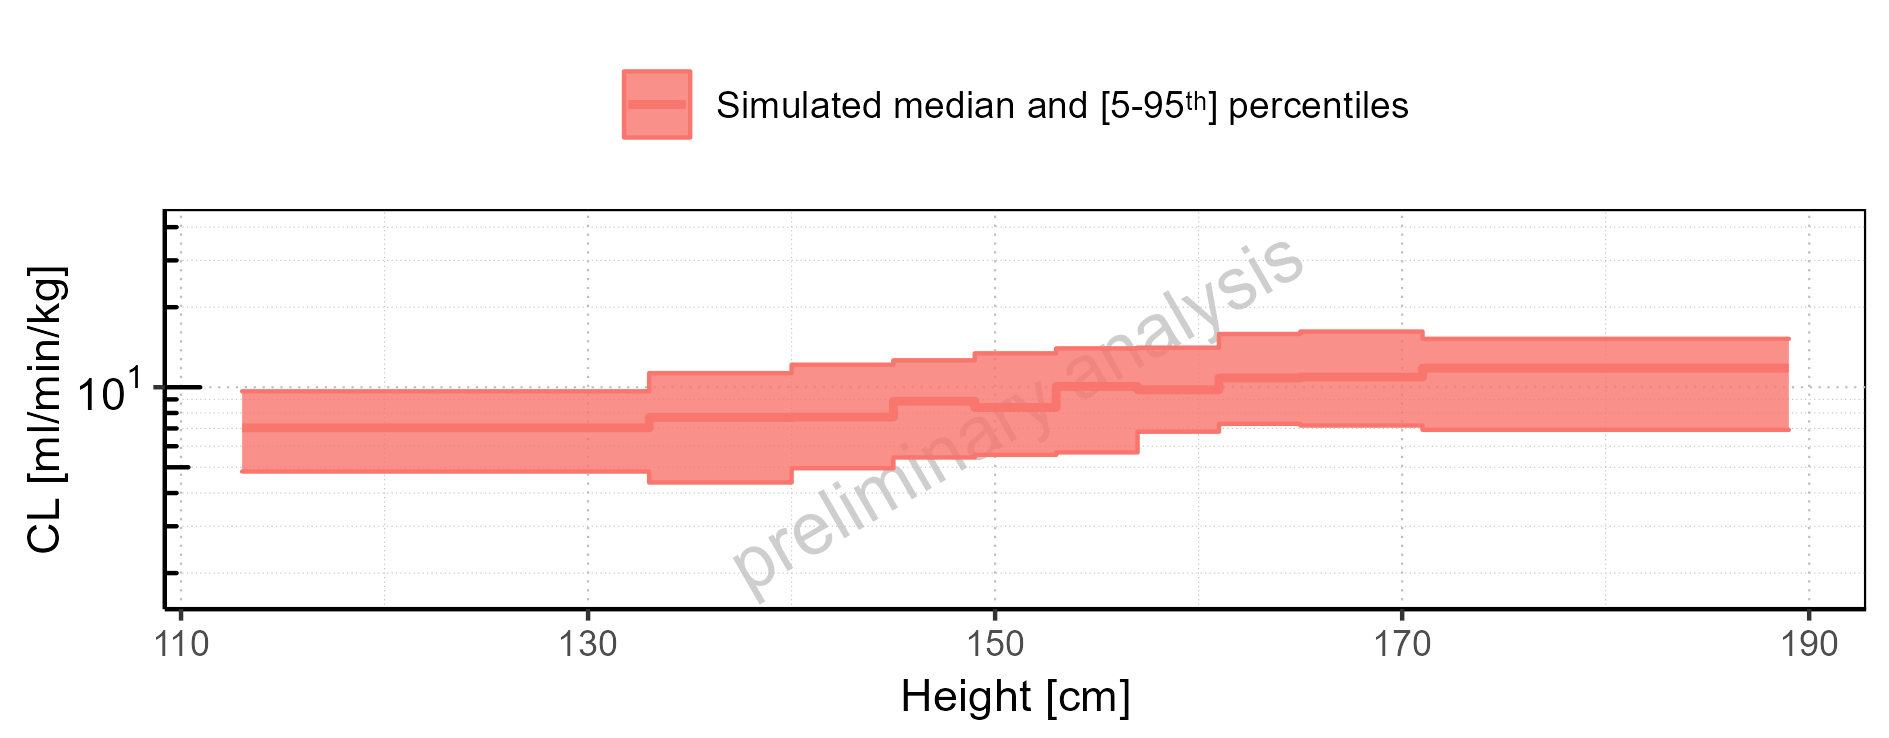 Simulated median and [5-95th] percentiles
CL [ml/min/kg]
10¹
preliminary analysis
110 130 150 170 190
Height [cm]